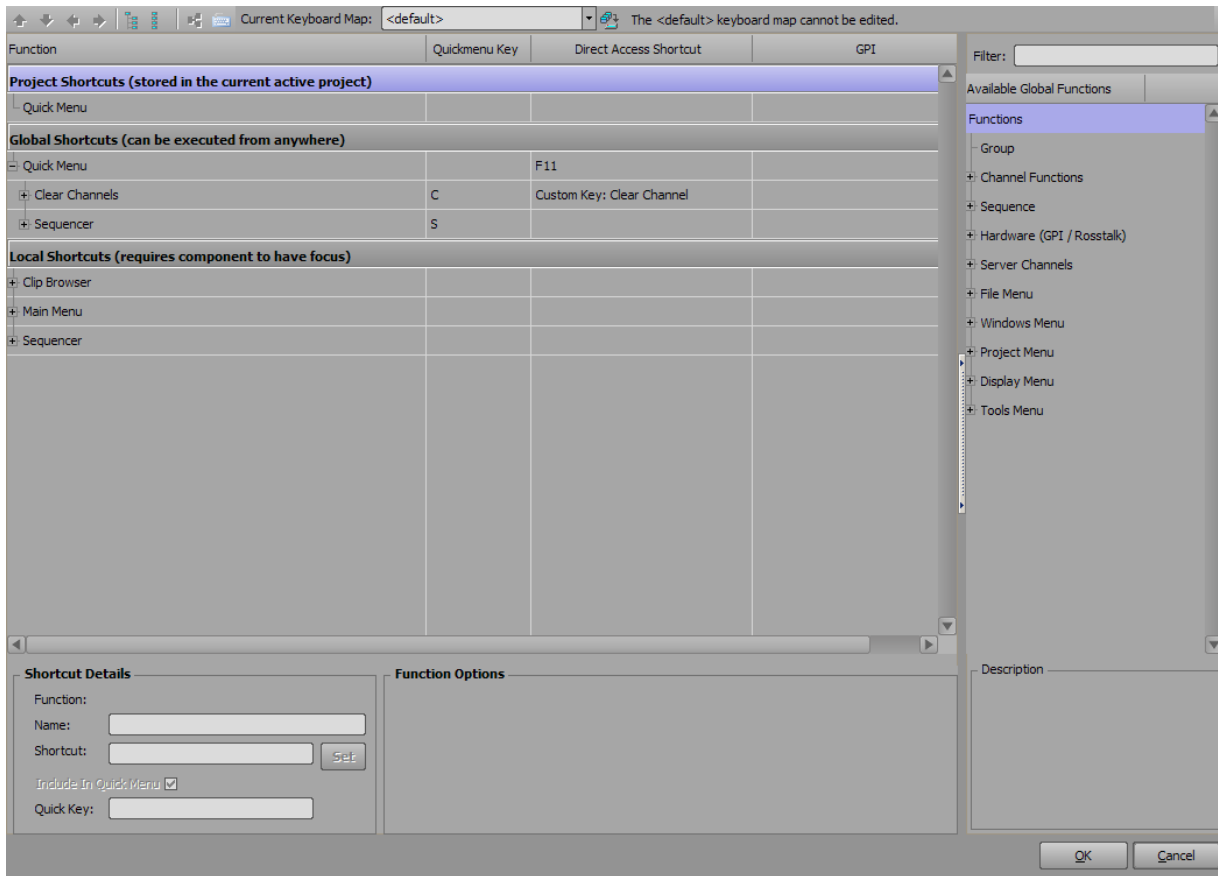 Current Keyboard Map: <default> The <default> keyboard map cannot be edited.
Function Quickmenu Key Direct Access Shortcut GPI
Project Shortcuts (stored in the current active project)
Quick Menu
Global Shortcuts (can be executed from anywhere)
Quick Menu F11
Clear Channels C Custom Key: Clear Channel
Sequencer S
Local Shortcuts (requires component to have focus)
Clip Browser
Main Menu
Sequencer
Filter:
Available Global Functions
Functions
Group
Channel Functions
Sequence
Hardware (GPI / Rosstalk)
Server Channels
File Menu
Windows Menu
Project Menu
Display Menu
Tools Menu
Shortcut Details
Function:
Name:
Shortcut: Set
Include In Quick Menu
Quick Key:
Function Options
Description
OK Cancel